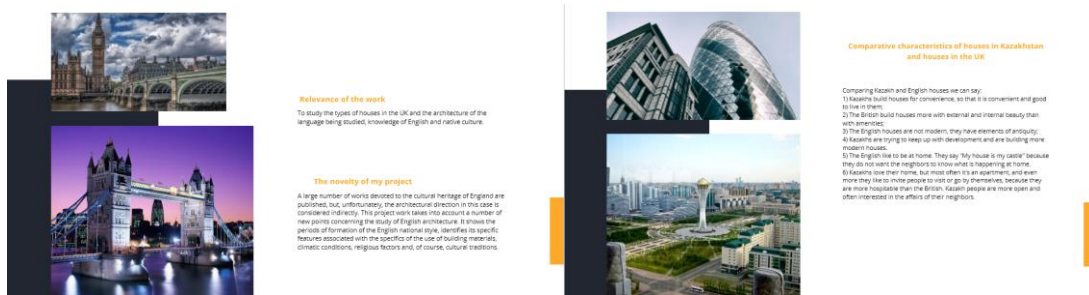 Relevance of the work
To study the types of houses in the UK and the architecture of the
language being studied, knowledge of English and native culture.
The novelty of my project
A large number of works devoted to the cultural heritage of England are
published, but, unfortunately, the architectural direction in this case is
considered indirectly. This project work takes into account a number of
new points concerning the study of English architecture. It shows the
periods of formation of the English national style, identifies its specific
features associated with the specifics of the use of building materials,
climatic conditions, religious factors and, of course, cultural traditions.
Comparative characteristics of houses in Kazakhstan
and houses in the UK
Comparing Kazakh and English houses we can say:
1) Kazakhs build houses for convenience, so that it is convenient and good
to live in them;
2) The British build houses more with external and internal beauty than
with amenities;
3) The English houses are not modern, they have elements of antiquity;
4) Kazakhs are trying to keep up with development and are building more
modern houses.
5) The English like to be at home. They say "My house is my castle" because
they do not want the neighbors to know what is happening at home.
6) Kazakhs love their home, but most often it's an apartment, and even
more they like to invite people to visit or go by themselves, because they
are more hospitable than the British. Kazakh people are more open and
often interested in the affairs of their neighbors.